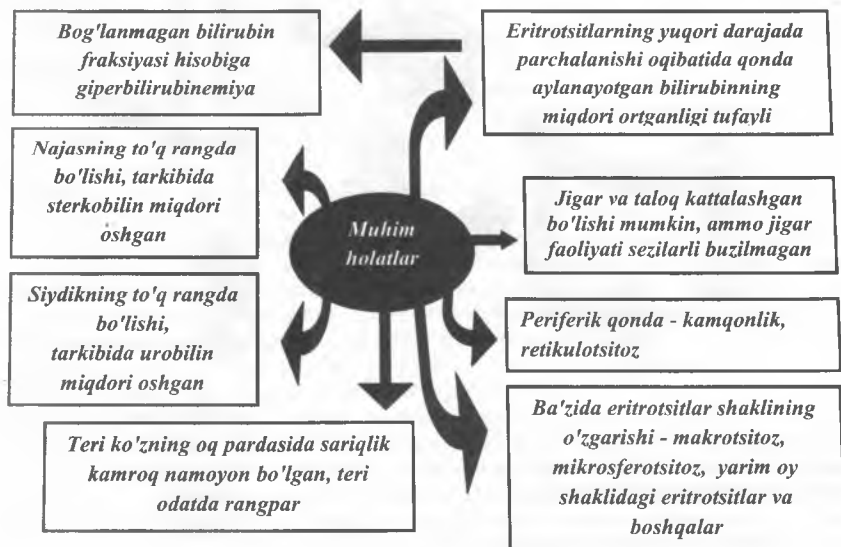 Bog'lanmagan bilirubin
fraksiyasi hisobiga
giperbilirubinemiya
Eritrotsitlarning yuqori darajada
parchalanishi oqibatida qonda
aylanayotgan bilirubinning
miqdori ortganligi tufayli
Najasning to'q rangda
bo'lishi, tarkibida
sterkobilin miqdori
oshgan
Muhim
holatlar
Jigar va taloq kattalashgan
bo'lishi mumkin, ammo jigar
faoliyati sezilarli buzilmagan
Siydikning to'q rangda
bo'lishi,
tarkibida urobilin
miqdori oshgan
Periferik qonda - kamqonlik,
retikulotsitoz
Teri ko'zning oq pardasida sariqlik
kamroq namoyon bo'lgan, teri
odatda rangpar
Ba'zida eritrotsitlar shaklining
o'zgarishi - makrotsitoz,
mikrosferotsitoz, yarim oy
shaklidagi eritrotsitlar va
boshqalar